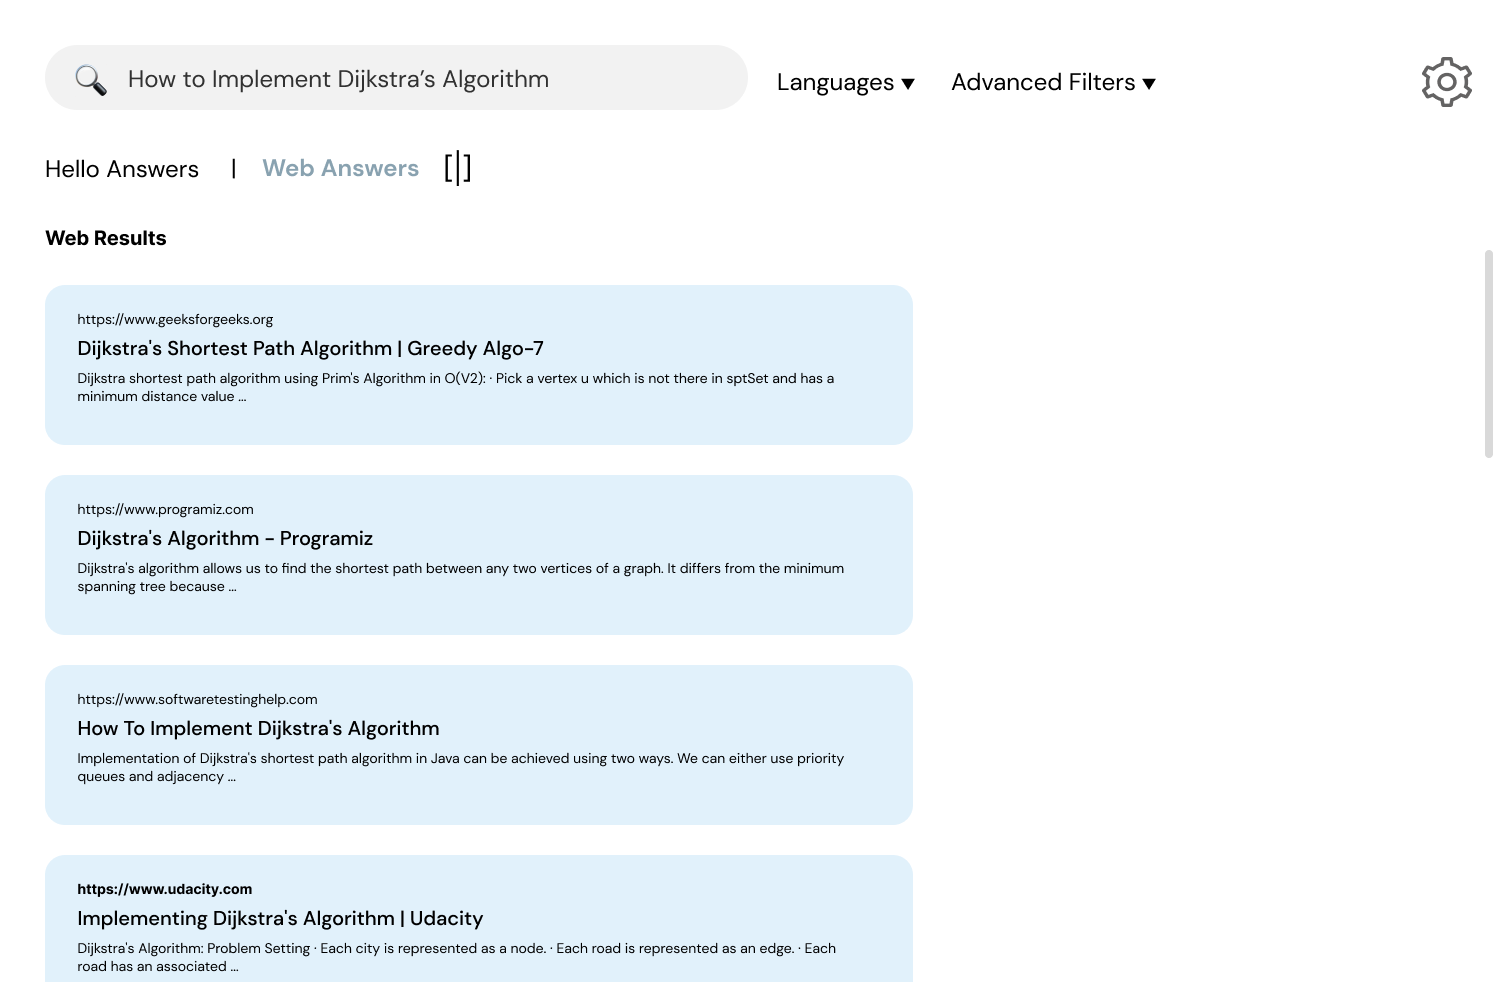 How to Implement Dijkstra’s Algorithm
Languages ▼ Advanced Filters ▼
Hello Answers | Web Answers [|]
Web Results
https://www.geeksforgeeks.org
Dijkstra's Shortest Path Algorithm | Greedy Algo-7
Dijkstra shortest path algorithm using Prim's Algorithm in O(V2): · Pick a vertex u which is not there in sptSet and has a
minimum distance value ...
https://www.programiz.com
Dijkstra's Algorithm - Programiz
Dijkstra's algorithm allows us to find the shortest path between any two vertices of a graph. It differs from the minimum
spanning tree because ...
https://www.softwaretestinghelp.com
How To Implement Dijkstra's Algorithm
Implementation of Dijkstra's shortest path algorithm in Java can be achieved using two ways. We can either use priority
queues and adjacency ...
https://www.udacity.com
Implementing Dijkstra's Algorithm | Udacity
Dijkstra's Algorithm: Problem Setting · Each city is represented as a node. · Each road is represented as an edge. · Each
road has an associated ...